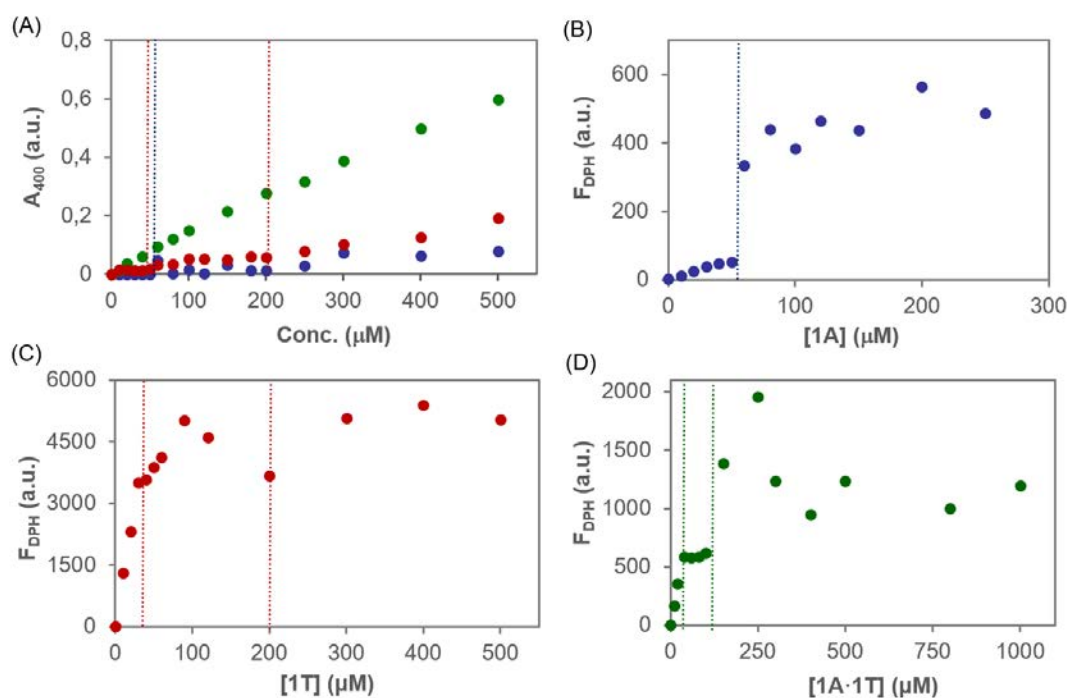 (A)
0,8
0,6
0,4
0,2
0
A400 (a.u.)
0 100 200 300 400 500
Conc. (μM)
(B)
600
400
200
0
FDPH (a.u.)
0 100 200 300
[1A] (μM)
(C)
6000
4500
3000
1500
0
FDPH (a.u.)
0 100 200 300 400 500
[1T] (μM)
(D)
2000
1500
1000
500
0
FDPH (a.u.)
0 250 500 750 1000
[1A·1T] (μM)